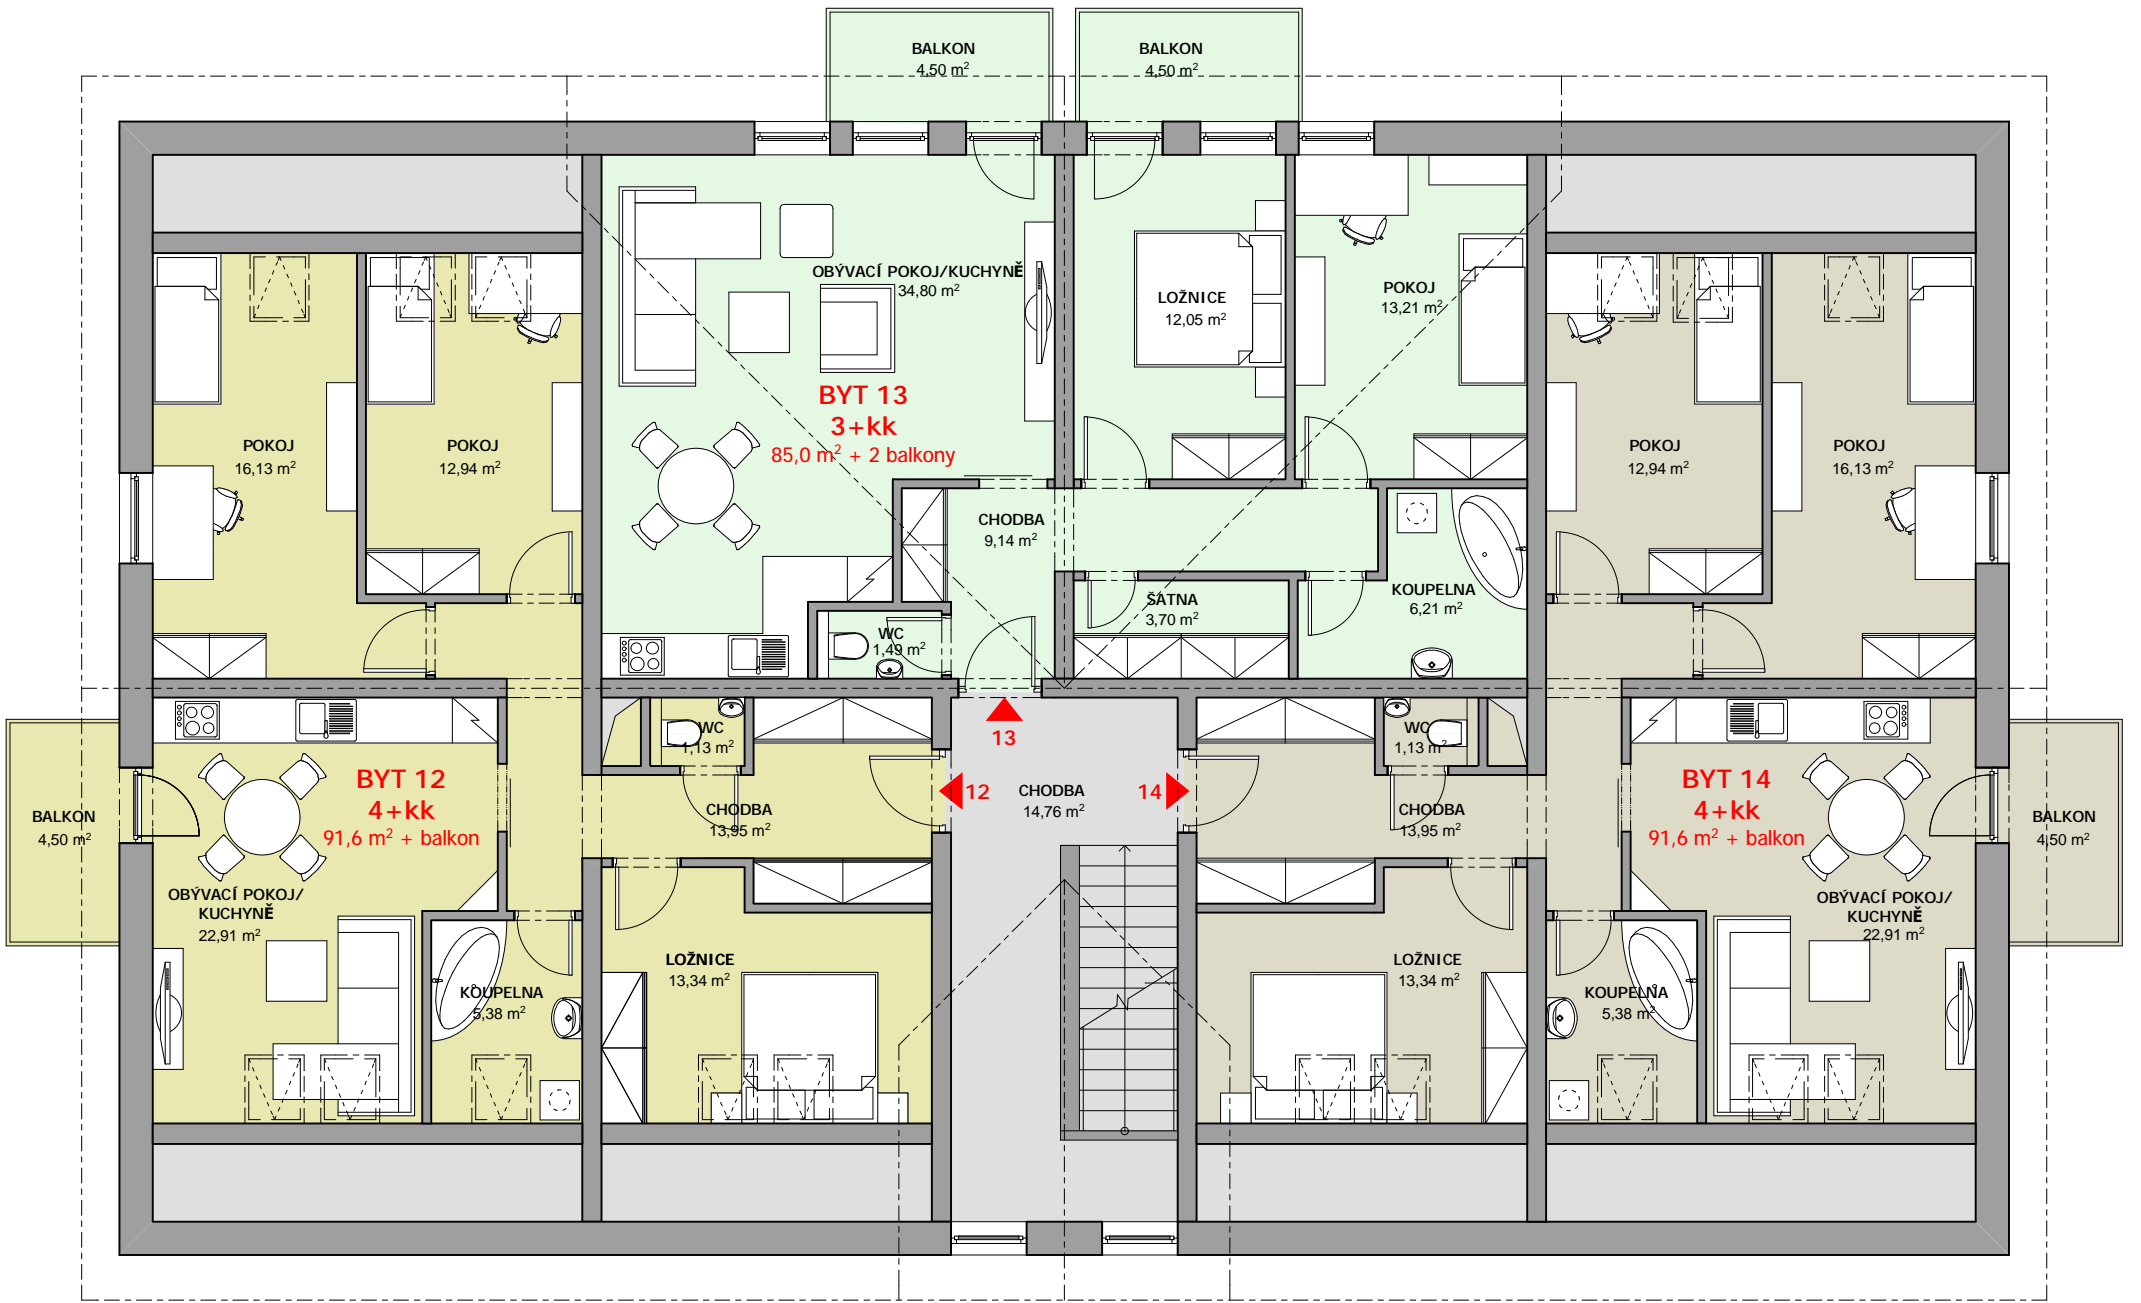 BALKON
4,50 m²
BALKON
4,50 m²
OBÝVACÍ POKOJ/KUCHYNĚ
34,80 m²
LOŽNICE
12,05 m²
POKOJ
13,21 m²
BYT 13
3+kk
85,0 m² + 2 balkony
POKOJ
16,13 m²
POKOJ
12,94 m²
POKOJ
12,94 m²
POKOJ
16,13 m²
CHODBA
9,14 m²
ŠATNA
3,70 m²
KOUPELNA
6,21 m²
WC
1,49 m²
WC
1,13 m²
13
WC
1,13 m²
BYT 12
4+kk
91,6 m² + balkon
12
CHODBA
14,76 m²
14
BYT 14
4+kk
91,6 m² + balkon
BALKON
4,50 m²
CHODBA
13,95 m²
CHODBA
13,95 m²
BALKON
4,50 m²
OBÝVACÍ POKOJ/
KUCHYNĚ
22,91 m²
OBÝVACÍ POKOJ/
KUCHYNĚ
22,91 m²
LOŽNICE
13,34 m²
LOŽNICE
13,34 m²
KOUPELNA
5,38 m²
KOUPELNA
5,38 m²